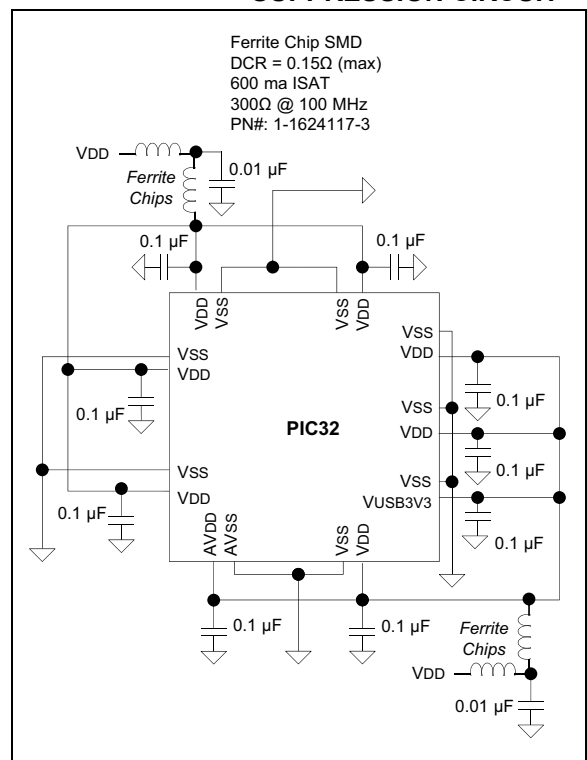 Ferrite Chip SMD
DCR = 0.15Ω (max)
600 ma ISAT
300Ω @ 100 MHz
PN#: 1-1624117-3
VDD
0.01 µF
Ferrite
Chips
0.1 µF
0.1 µF
VDD
VSS
VSS
VDD
VSS
VDD
0.1 µF
VSS
VDD
0.1 µF
PIC32
VSS
VDD
0.1 µF
VSS
VDD
0.1 µF
VSS
VUSB3V3
0.1 µF
AVDD
AVSS
VSS
VDD
0.1 µF
0.1 µF
Ferrite
Chips
VDD
0.01 µF